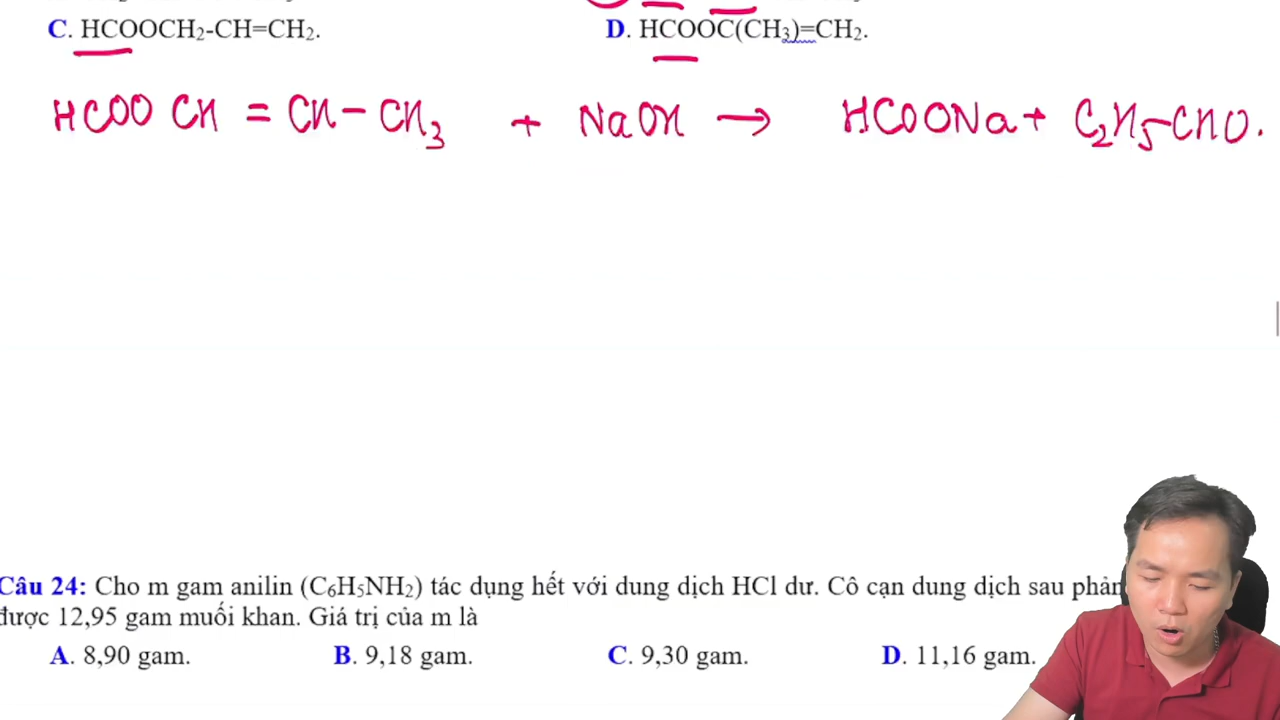 C. HCOOCH₂-CH=CH₂. D. HCOOC(CH₃)=CH₂.
HCOO CH = CH - CH₃ + NaOH → HCOONa + C₂H₅-CHO.
Câu 24: Cho m gam anilin (C₆H₅NH₂) tác dụng hết với dung dịch HCl dư. Cô cạn dung dịch sau phản
được 12,95 gam muối khan. Giá trị của m là
A. 8,90 gam. B. 9,18 gam. C. 9,30 gam. D. 11,16 gam.